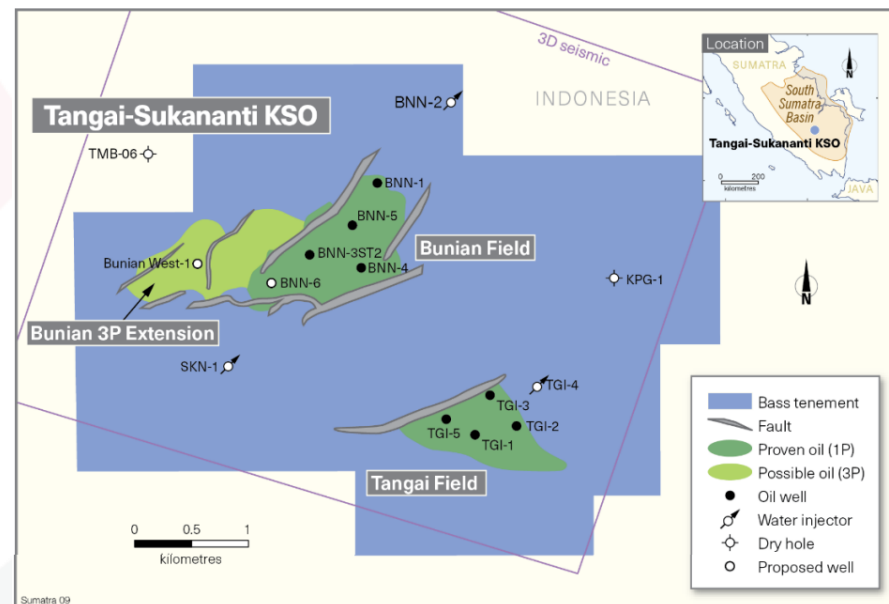 3D seismic
Location
SUMATRA
N
South
Sumatra
Basin
Tangai-Sukananti KSO
0 200
kilometres
JAVA
INDONESIA
BNN-2
Tangai-Sukananti KSO
TMB-06
BNN-1
BNN-5
Bunian Field
BNN-3ST2
BNN-4
Bunian West-1
BNN-6
KPG-1
N
Bunian 3P Extension
SKN-1
TGI-4
TGI-3
TGI-2
TGI-5
TGI-1
Tangai Field
Bass tenement
Fault
Proven oil (1P)
Possible oil (3P)
Oil well
Water injector
Dry hole
Proposed well
0 0.5 1
kilometres
Sumatra 09